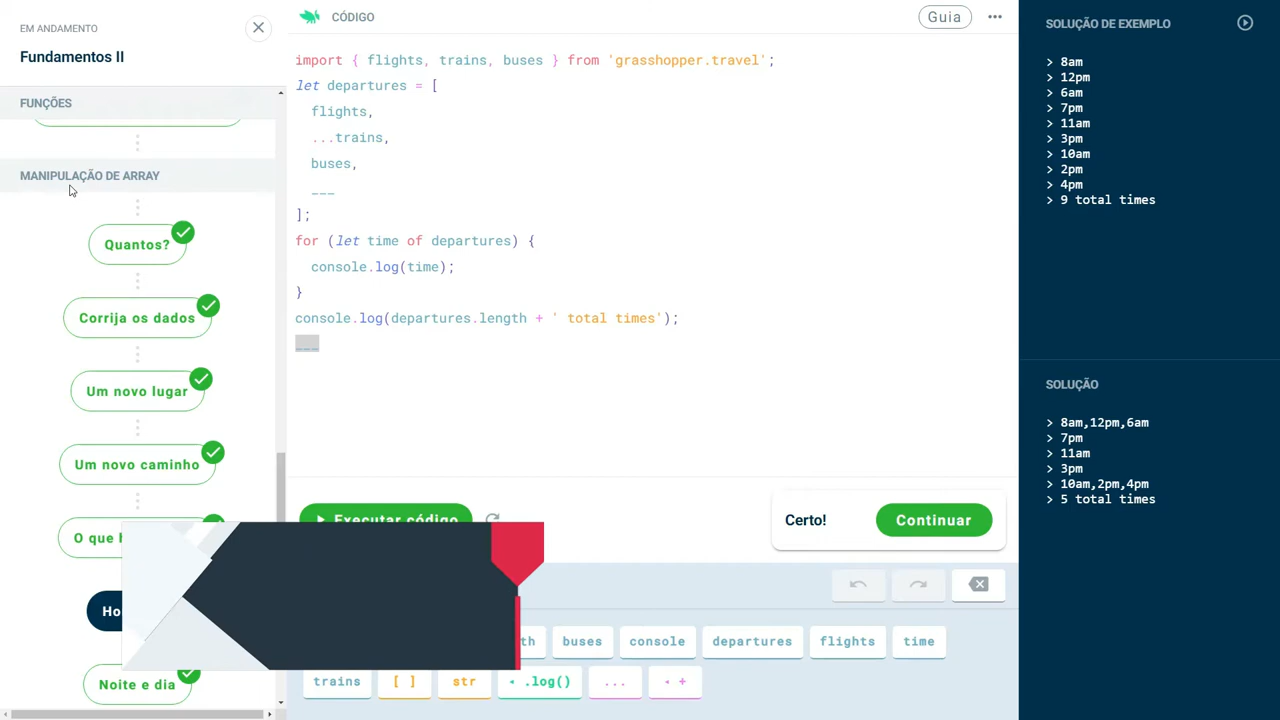 EM ANDAMENTO
Fundamentos II
FUNÇÕES
MANIPULAÇÃO DE ARRAY
Quantos?
Corrija os dados
Um novo lugar
Um novo caminho
O que
Ho
Noite e dia
CÓDIGO
Guia
import { flights, trains, buses } from 'grasshopper.travel';
let departures = [
flights,
...trains,
buses,
___
];
for (let time of departures) {
console.log(time);
}
console.log(departures.length + ' total times');
___
Executar código
Certo!
Continuar
th
buses
console
departures
flights
time
trains
[ ]
str
.log()
...
+
SOLUÇÃO DE EXEMPLO
> 8am
> 12pm
> 6am
> 7pm
> 11am
> 3pm
> 10am
> 2pm
> 4pm
> 9 total times
SOLUÇÃO
> 8am,12pm,6am
> 7pm
> 11am
> 3pm
> 10am,2pm,4pm
> 5 total times